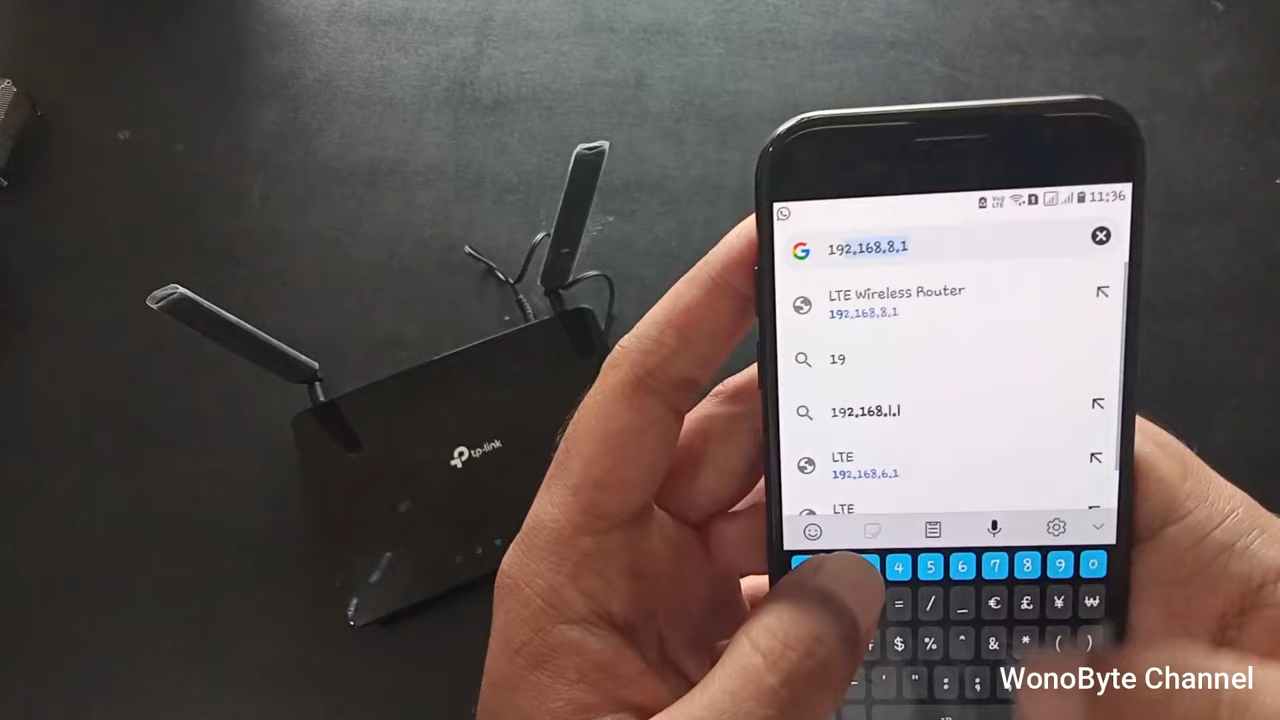 11:36
192.168.8.1
LTE Wireless Router
192.168.8.1
19
192.168.1.1
LTE
192.168.6.1
LTE
tp-link
4 5 6 7 8 9 0
= / _ € £ ¥ ₩
$ % ^ & * ( )
- ' " : ;
WonoByte Channel